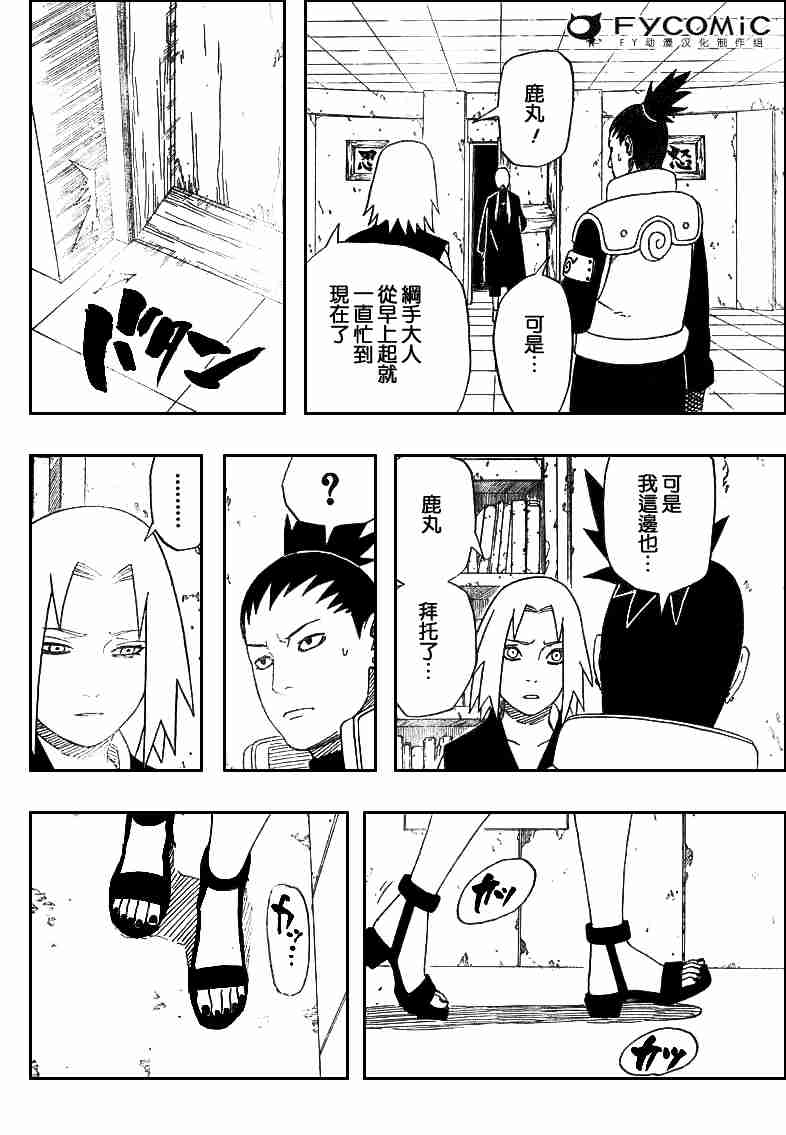 FYCOMiC
FY动漫汉化制作组
鹿丸！
忍
忍
綱手大人
從早上起就
一直忙到
現在了
可是…
ドタン
可是
我這邊也…
鹿丸
拜托了…
？
………
カッ
カッ
カッ…